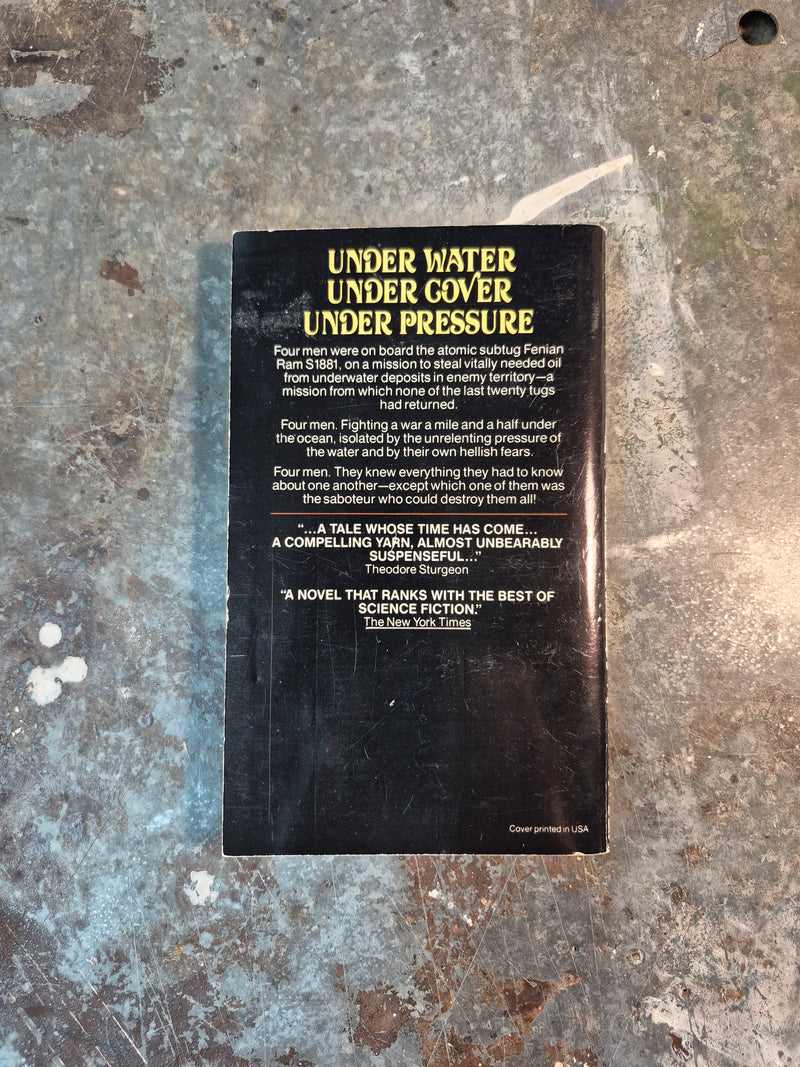 UNDER WATER
UNDER COVER
UNDER PRESSURE
Four men were on board the atomic subtug Fenian
Ram S1881, on a mission to steal vitally needed oil
from underwater deposits in enemy territory—a
mission from which none of the last twenty tugs
had returned.
Four men. Fighting a war a mile and a half under
the ocean, isolated by the unrelenting pressure of
the water and by their own hellish fears.
Four men. They knew everything they had to know
about one another—except which one of them was
the saboteur who could destroy them all!
“...A TALE WHOSE TIME HAS COME...
A COMPELLING YARN, ALMOST UNBEARABLY
SUSPENSEFUL...”
Theodore Sturgeon
“A NOVEL THAT RANKS WITH THE BEST OF
SCIENCE FICTION.”
The New York Times
Cover printed in USA